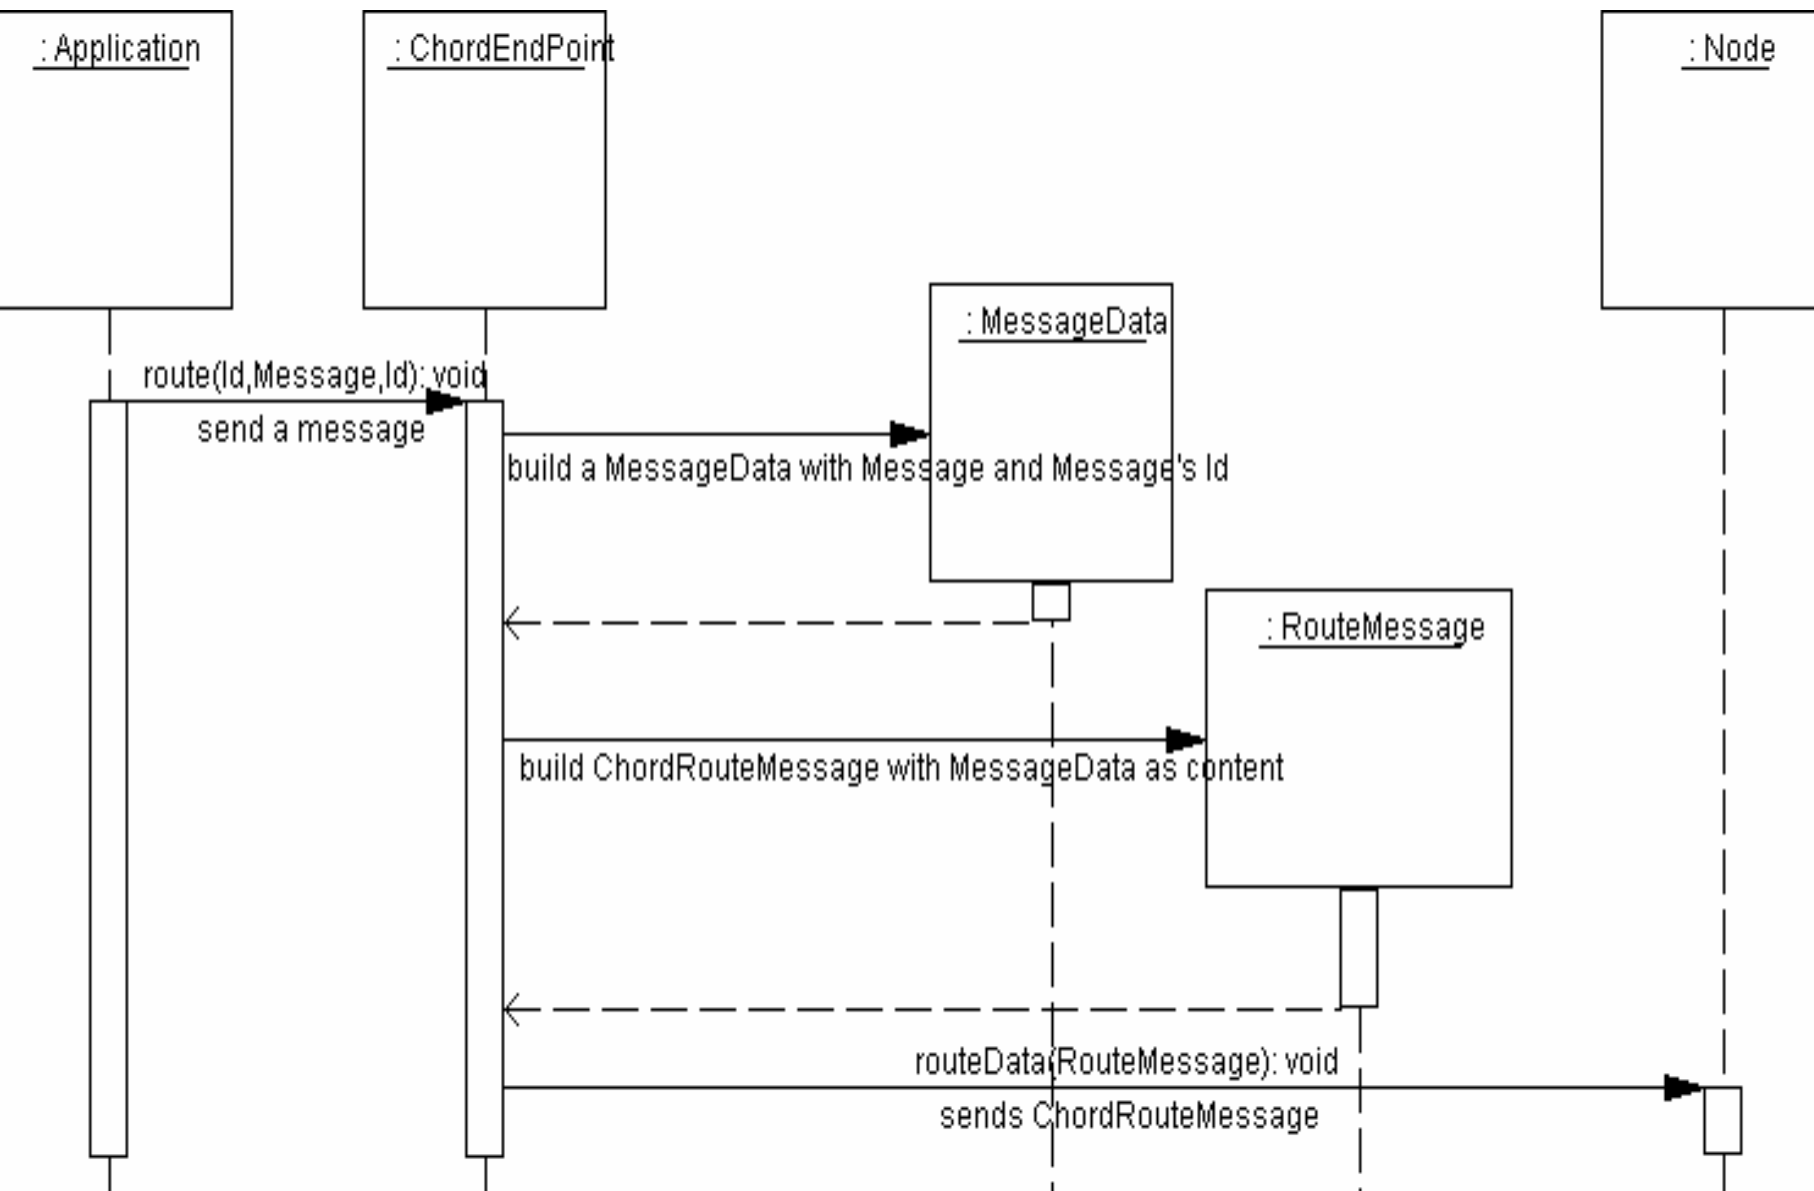 : Application
: ChordEndPoint
: Node
: MessageData
route(Id,Message,Id): void
send a message
build a MessageData with Message and Message's Id
: RouteMessage
build ChordRouteMessage with MessageData as content
routeData(RouteMessage): void
sends ChordRouteMessage